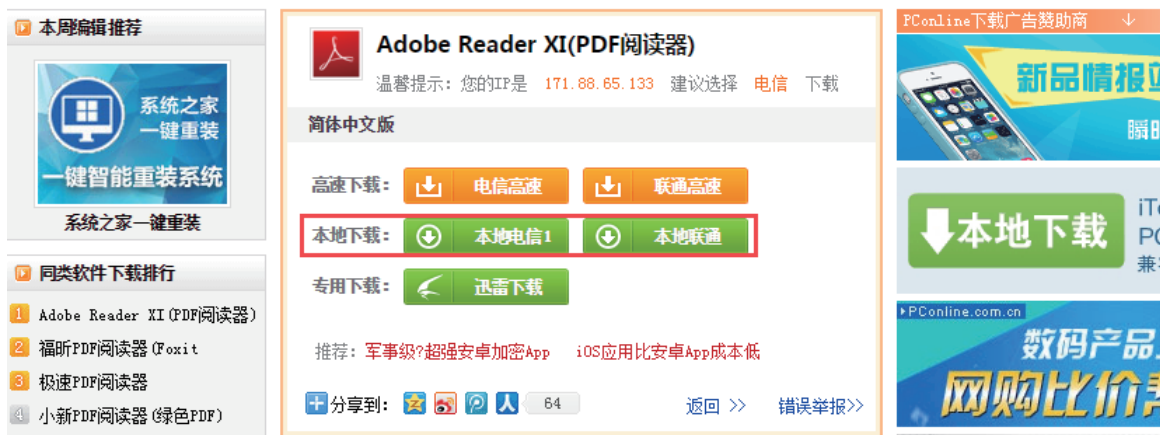 本周编辑推荐
系统之家
一键重装
一键智能重装系统
系统之家一键重装
同类软件下载排行
1 Adobe Reader XI(PDF阅读器)
2 福昕PDF阅读器(Foxit
3 极速PDF阅读器
4 小新PDF阅读器(绿色PDF)
Adobe Reader XI(PDF阅读器)
温馨提示：您的IP是 171.88.65.133 建议选择 电信 下载
简体中文版
高速下载： 电信高速 联通高速
本地下载： 本地电信1 本地联通
专用下载： 迅雷下载
推荐：军事级?超强安卓加密App iOS应用比安卓App成本低
分享到： 64 返回 >> 错误举报>>
PConline下载广告赞助商 ↓
新品情报
瞬
本地下载
PConline.com.cn
数码产品
网购比价